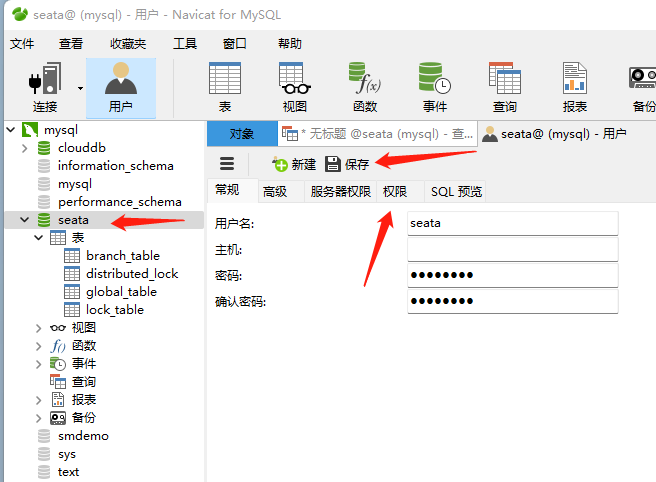 seata@ (mysql) - 用户 - Navicat for MySQL
文件 查看 收藏夹 工具 窗口 帮助
连接 用户 表 视图 函数 事件 查询 报表 备份
f(x)
mysql
clouddb
information_schema
mysql
performance_schema
seata
表
branch_table
distributed_lock
global_table
lock_table
视图
f() 函数
事件
查询
报表
备份
smdemo
sys
text
对象 * 无标题 @seata (mysql) - 查... seata@ (mysql) - 用户
新建 保存
常规 高级 服务器权限 权限 SQL 预览
用户名: seata
主机:
密码: ●●●●●●●●
确认密码: ●●●●●●●●